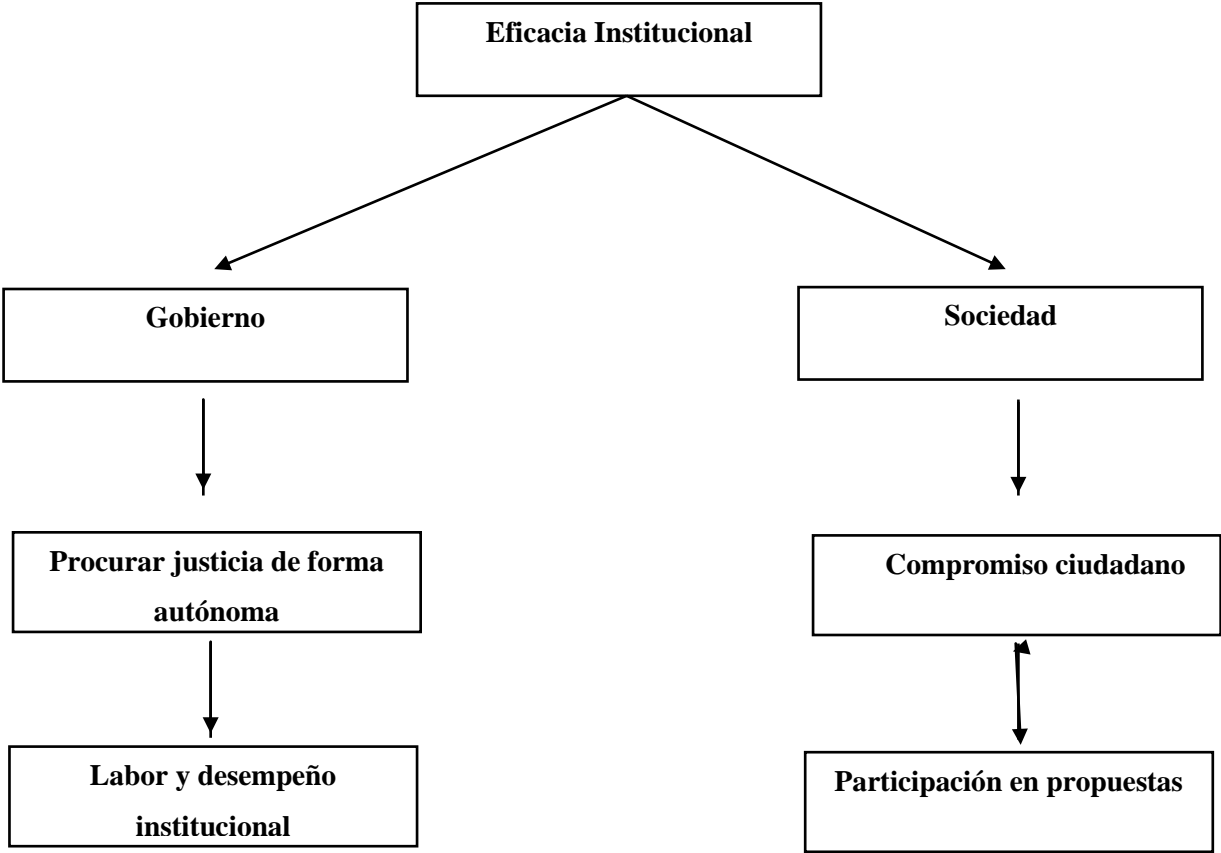 Eficacia Institucional
Gobierno
Sociedad
Procurar justicia de forma
autónoma
Compromiso ciudadano
Labor y desempeño
institucional
Participación en propuestas